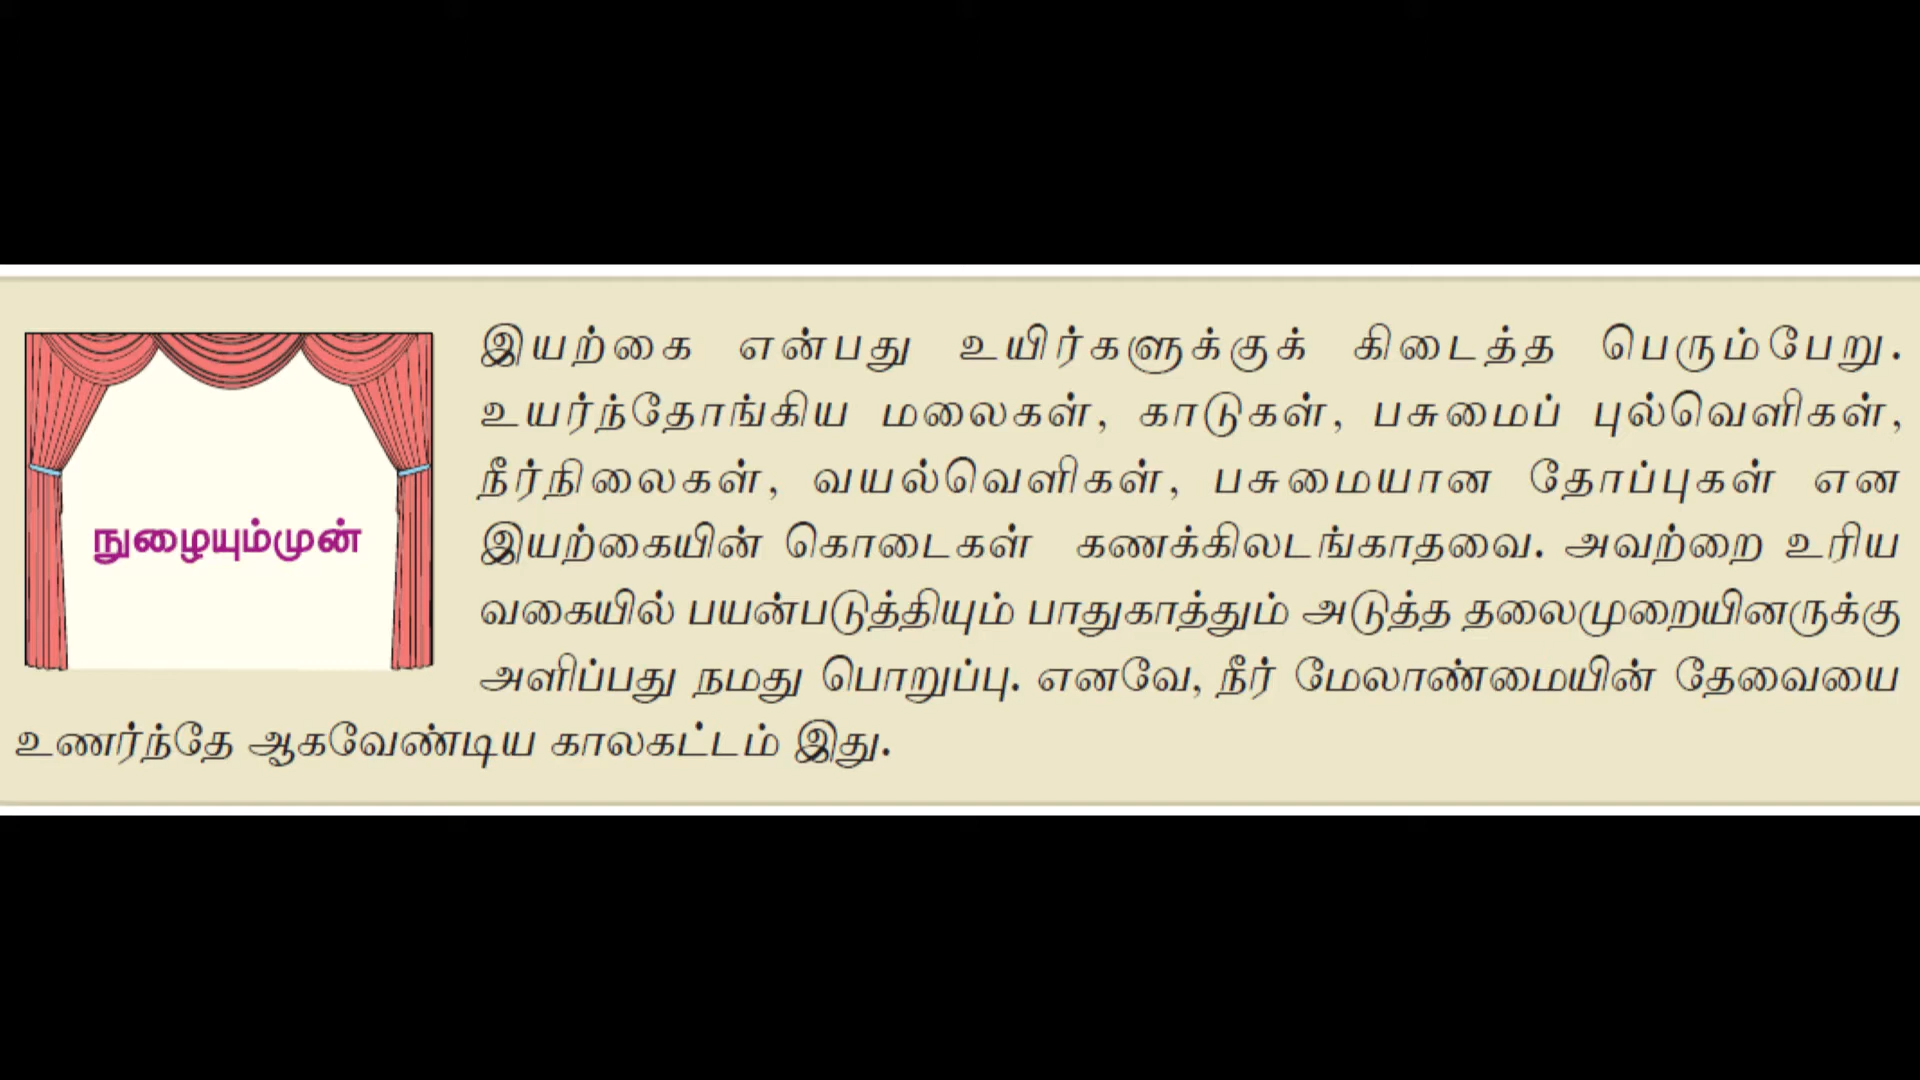 நுழையும்முன்
இயற்கை என்பது உயிர்களுக்குக் கிடைத்த பெரும்பேறு.
உயர்ந்தோங்கிய மலைகள், காடுகள், பசுமைப் புல்வெளிகள்,
நீர்நிலைகள், வயல்வெளிகள், பசுமையான தோப்புகள் என
இயற்கையின் கொடைகள் கணக்கிலடங்காதவை. அவற்றை உரிய
வகையில் பயன்படுத்தியும் பாதுகாத்தும் அடுத்த தலைமுறையினருக்கு
அளிப்பது நமது பொறுப்பு. எனவே, நீர் மேலாண்மையின் தேவையை
உணர்ந்தே ஆகவேண்டிய காலகட்டம் இது.